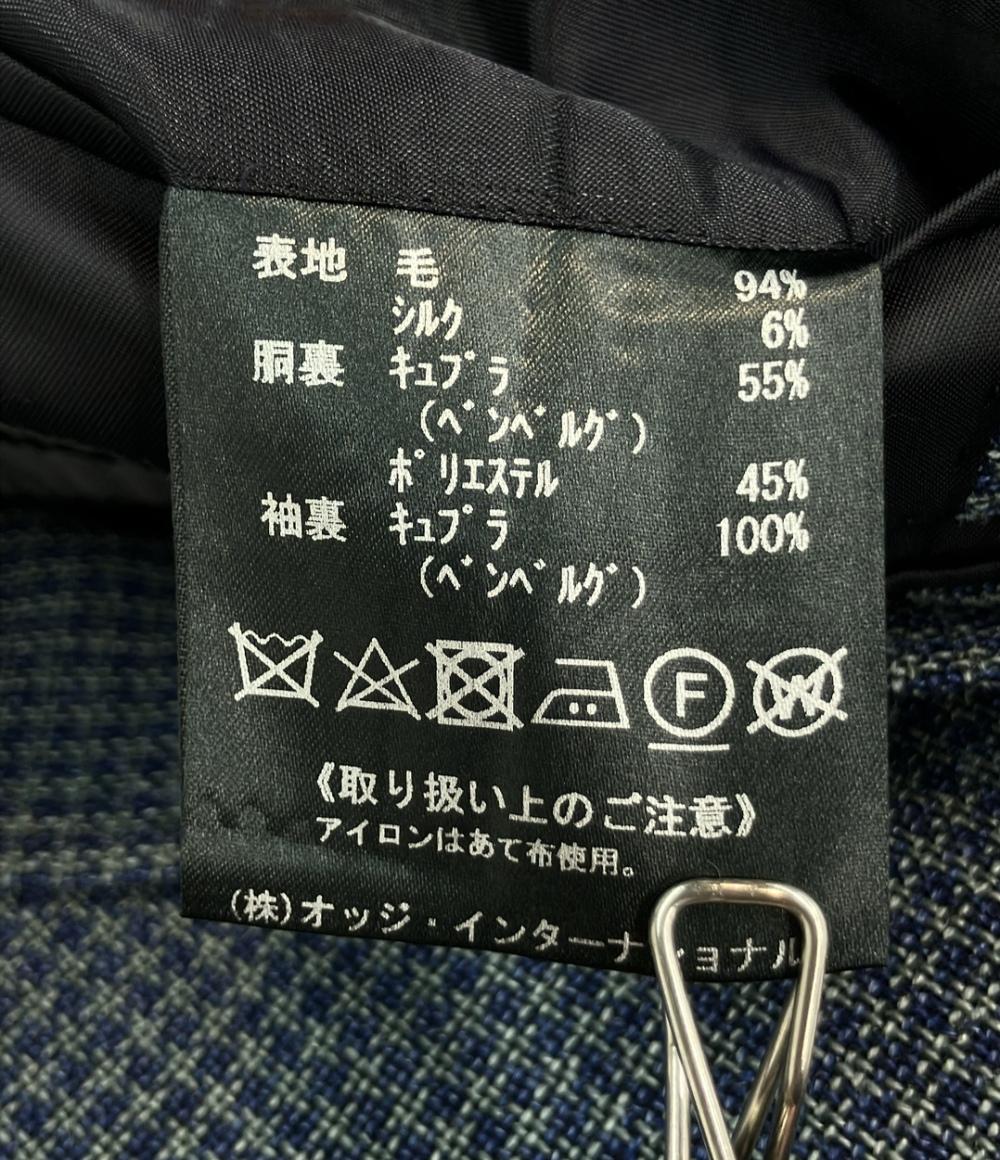 表地 毛 94%
シルク 6%
胴裏 キュプラ 55%
(ベンベルグ)
ポリエステル 45%
袖裏 キュプラ 100%
(ベンベルグ)
F W
《取り扱い上のご注意》
アイロンはあて布使用。
(株)オッジ・インターナショナル